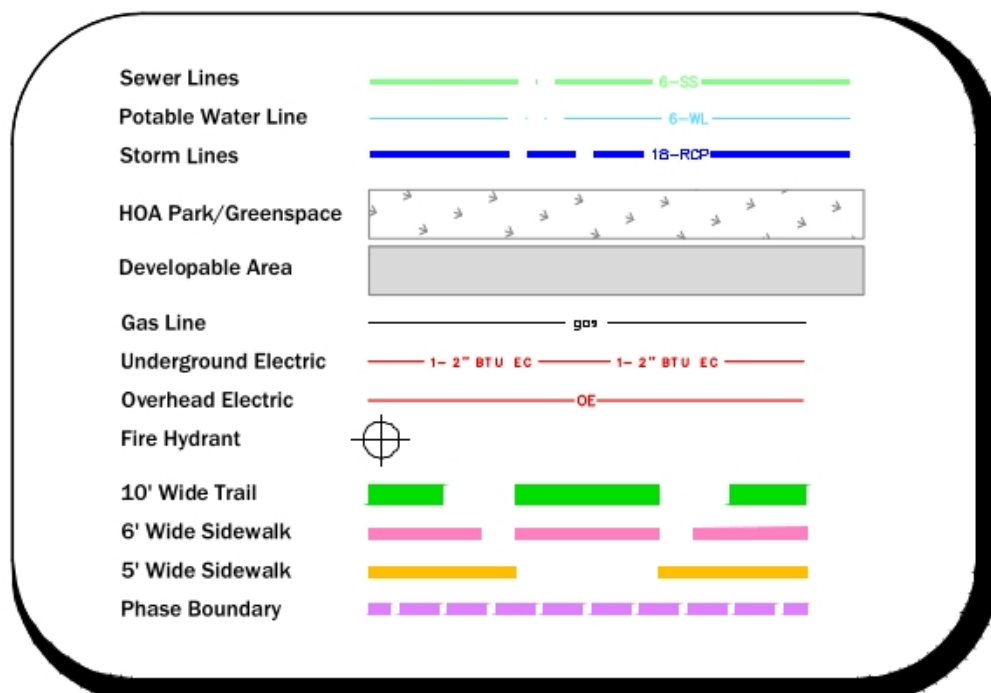 Sewer Lines 6-SS
Potable Water Line 6-WL
Storm Lines 18-RCP
HOA Park/Greenspace
Developable Area
Gas Line gas
Underground Electric 1- 2" BTU EC 1- 2" BTU EC
Overhead Electric OE
Fire Hydrant
10' Wide Trail
6' Wide Sidewalk
5' Wide Sidewalk
Phase Boundary